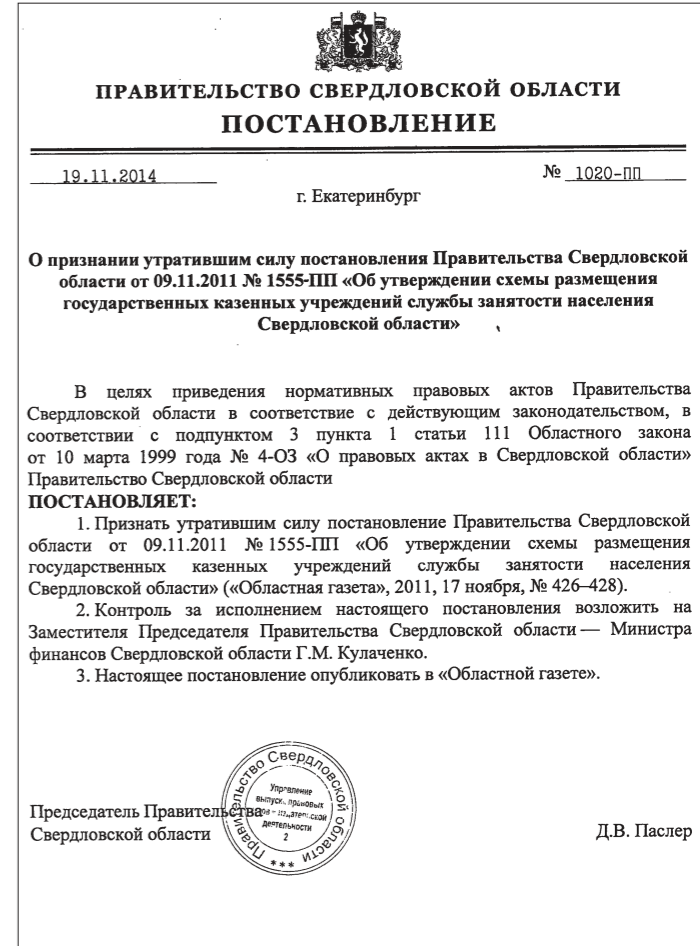 ПРАВИТЕЛЬСТВО СВЕРДЛОВСКОЙ ОБЛАСТИ
ПОСТАНОВЛЕНИЕ
19.11.2014 № 1020-ПП
г. Екатеринбург
О признании утратившим силу постановления Правительства Свердловской
области от 09.11.2011 № 1555-ПП «Об утверждении схемы размещения
государственных казенных учреждений службы занятости населения
Свердловской области»
В целях приведения нормативных правовых актов Правительства
Свердловской области в соответствие с действующим законодательством, в
соответствии с подпунктом 3 пункта 1 статьи 111 Областного закона
от 10 марта 1999 года № 4-ОЗ «О правовых актах в Свердловской области»
Правительство Свердловской области
ПОСТАНОВЛЯЕТ:
1. Признать утратившим силу постановление Правительства Свердловской
области от 09.11.2011 № 1555-ПП «Об утверждении схемы размещения
государственных казенных учреждений службы занятости населения
Свердловской области» («Областная газета», 2011, 17 ноября, № 426–428).
2. Контроль за исполнением настоящего постановления возложить на
Заместителя Председателя Правительства Свердловской области — Министра
финансов Свердловской области Г.М. Кулаченко.
3. Настоящее постановление опубликовать в «Областной газете».
Правительство Свердловской области ***
Управление
выпуска правовых
деятельности
2
Председатель Правительства
Свердловской области Д.В. Паслер